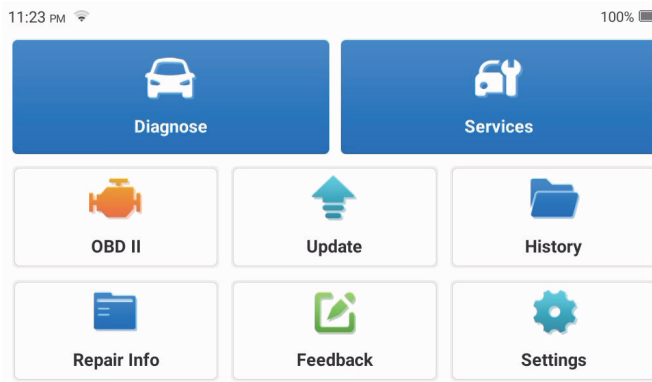 11:23 PM 100%
Diagnose Services
OBD II Update History
Repair Info Feedback Settings